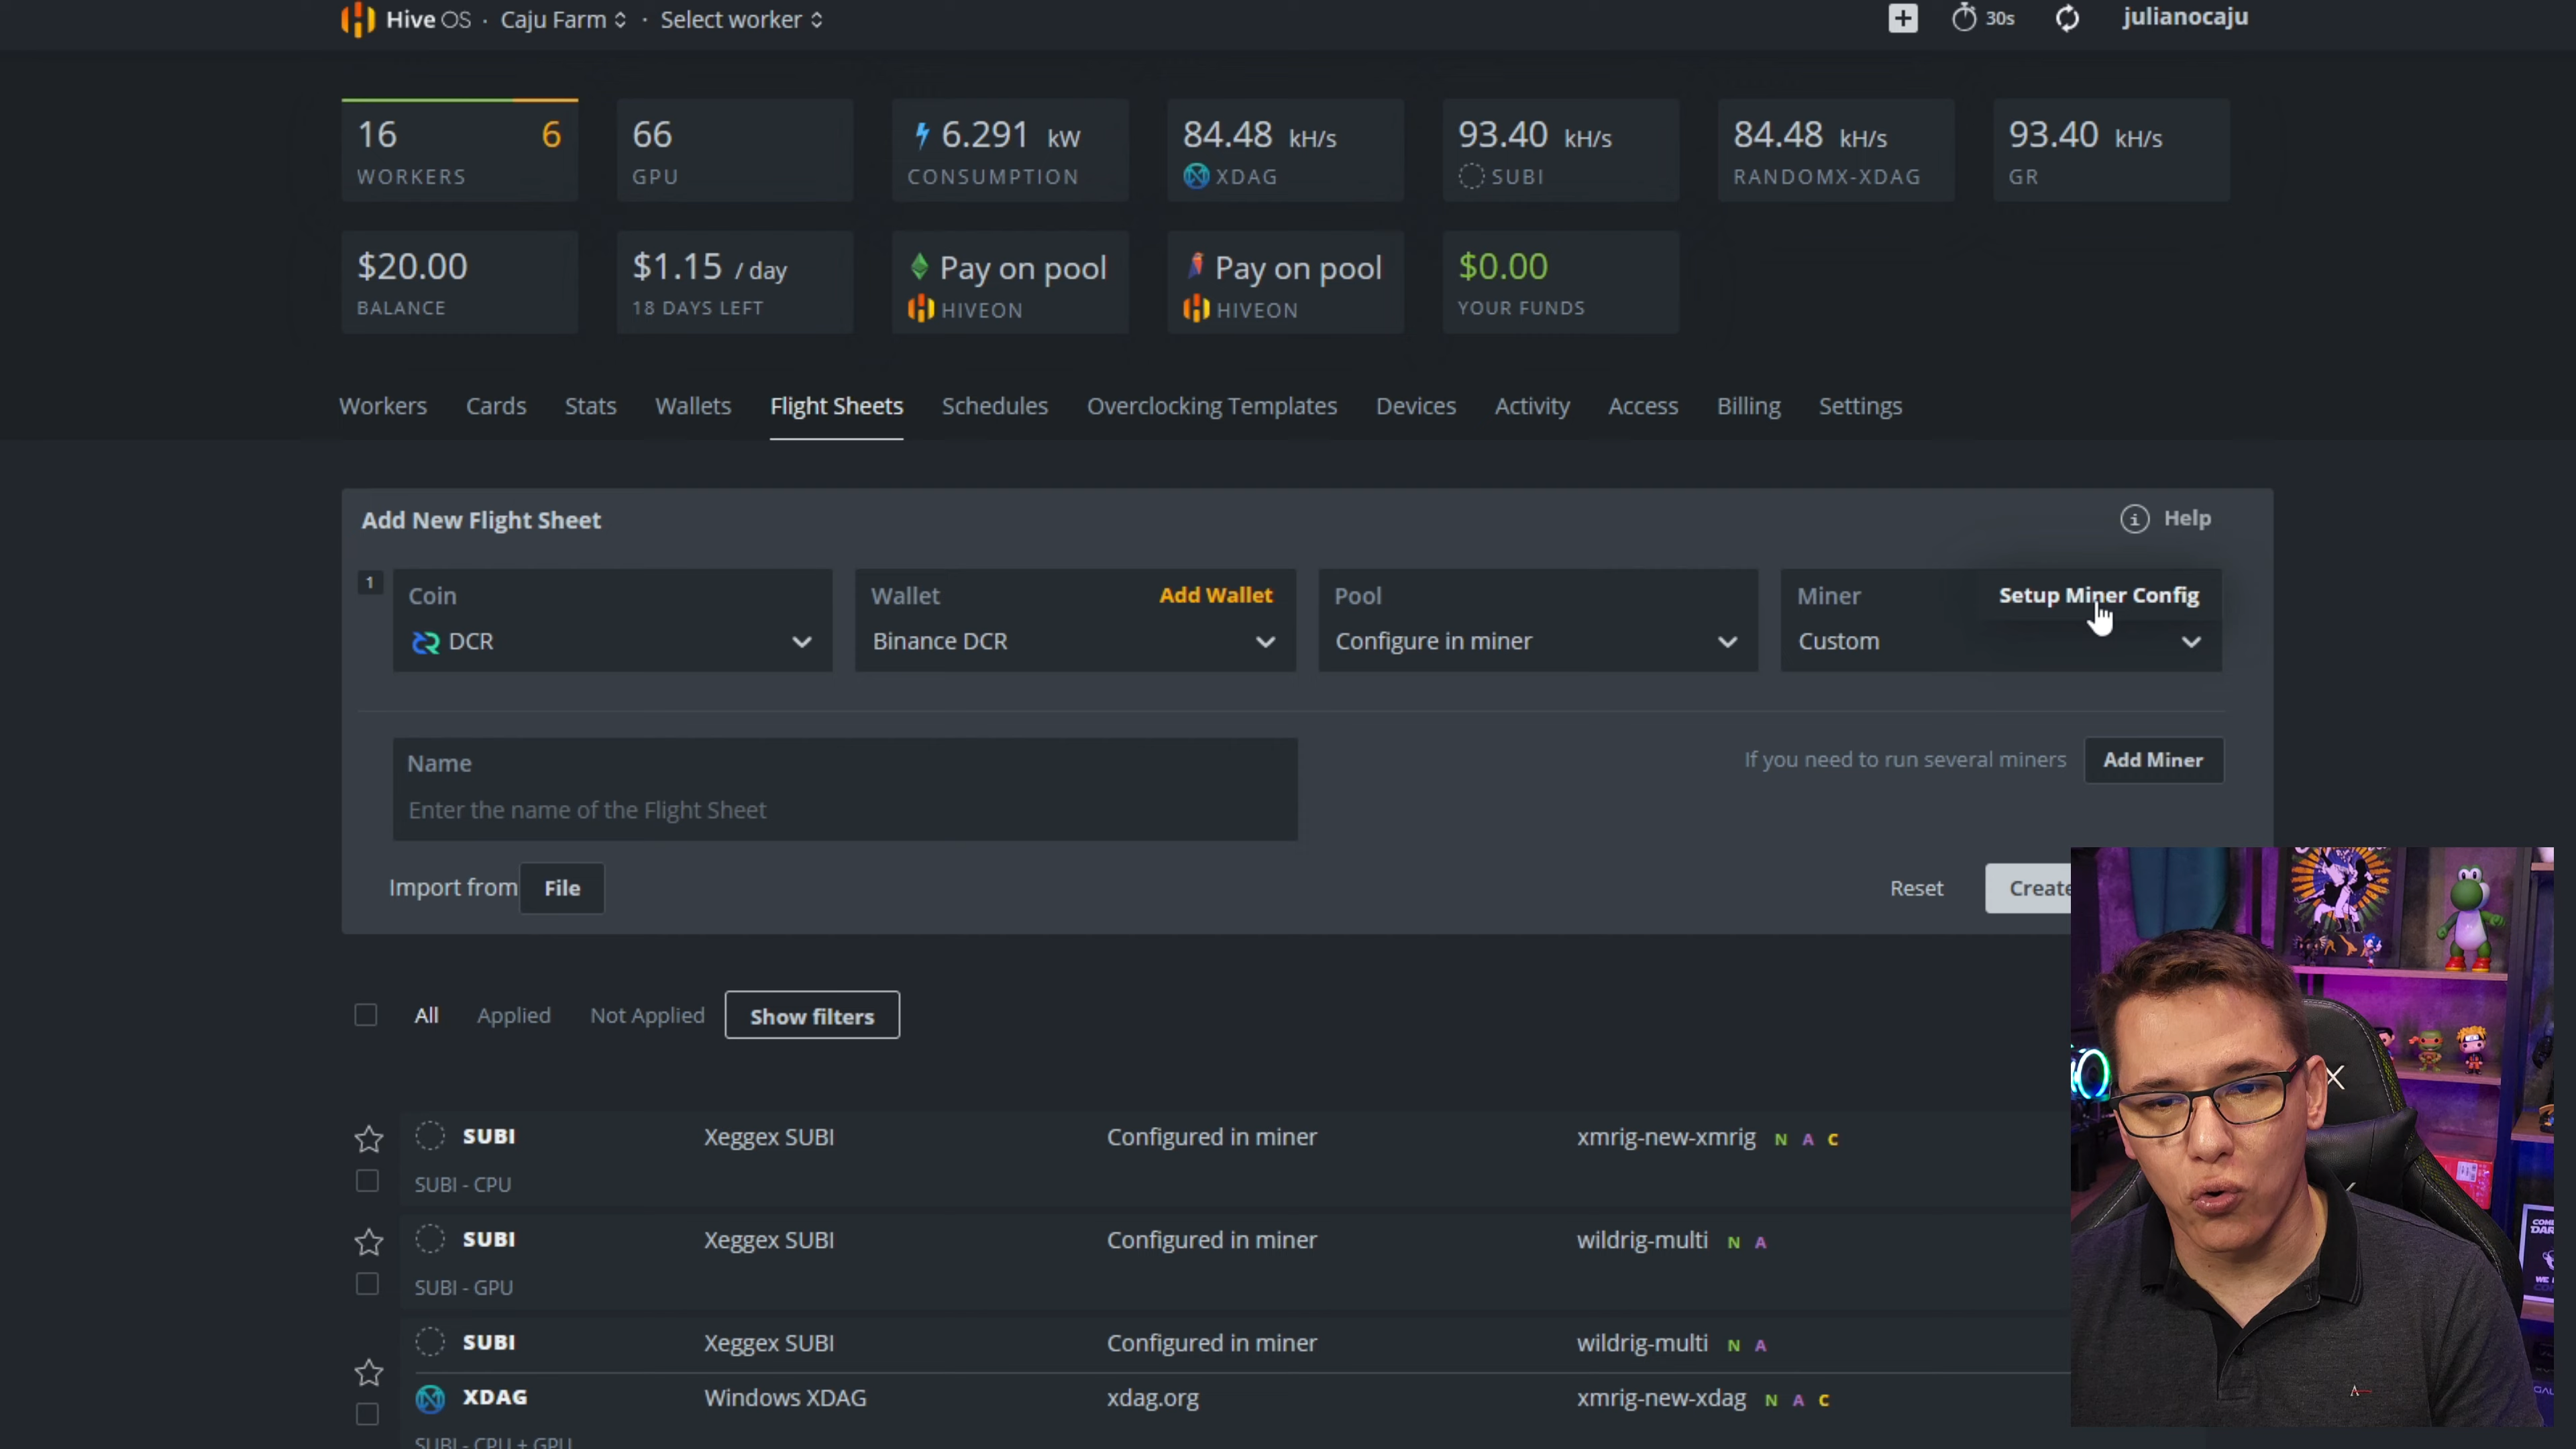 Hive OS · Caju Farm · Select worker 30s julianocaju
16 6 66 6.291 kW 84.48 kH/s 93.40 kH/s 84.48 kH/s 93.40 kH/s
WORKERS GPU CONSUMPTION XDAG SUBI RANDOMX-XDAG GR
$20.00 $1.15 / day Pay on pool Pay on pool $0.00
BALANCE 18 DAYS LEFT HIVEON HIVEON YOUR FUNDS
Workers Cards Stats Wallets Flight Sheets Schedules Overclocking Templates Devices Activity Access Billing Settings
Add New Flight Sheet Help
1 Coin Wallet Add Wallet Pool Miner Setup Miner Config
DCR Binance DCR Configure in miner Custom
Name If you need to run several miners Add Miner
Enter the name of the Flight Sheet
Import from File Reset Create
All Applied Not Applied Show filters
SUBI Xeggex SUBI Configured in miner xmrig-new-xmrig N A C
SUBI - CPU
SUBI Xeggex SUBI Configured in miner wildrig-multi N A
SUBI - GPU
SUBI Xeggex SUBI Configured in miner wildrig-multi N A
XDAG Windows XDAG xdag.org xmrig-new-xdag N A C
SUBI - CPU + GPU